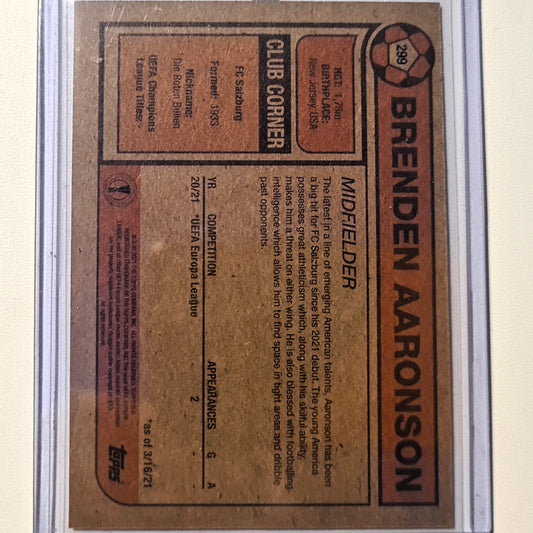 299
BRENDEN AARONSON
HGT: 1.78m
BIRTHPLACE:
New Jersey, USA
CLUB CORNER
FC Salzburg
Formed: 1933
Nickname:
Die Roten Bullen
UEFA Champions
League Titles: -
MIDFIELDER
The latest in a line of emerging American talents, Aaronson has been
a big hit for FC Salzburg since his 2021 debut. The young America
possesses great athleticism which, along with his skilful ability,
makes him a threat on either wing. He is also blessed with footballing
intelligence which allows him to find space in tight areas and dribble
past opponents.
YR COMPETITION APPEARANCES G A
20/21 *UEFA Europa League 2
*as of 3/16/21
topps